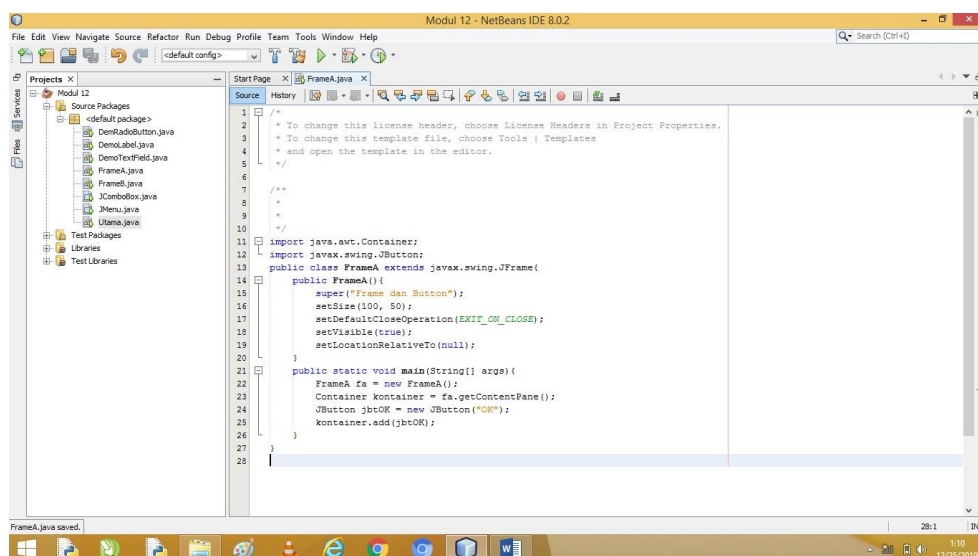 Modul 12 - NetBeans IDE 8.0.2
File Edit View Navigate Source Refactor Run Debug Profile Team Tools Window Help
Search (Ctrl+I)
<default config>
Projects
Start Page
FrameA.java
Services
Files
Modul 12
Source Packages
<default package>
DemRadioButton.java
DemoLabel.java
DemoTextField.java
FrameA.java
FrameB.java
JComboBox.java
JMenu.java
Utama.java
Test Packages
Libraries
Test Libraries
Source History
1 /*
2 * To change this license header, choose License Headers in Project Properties.
3 * To change this template file, choose Tools | Templates
4 * and open the template in the editor.
5 */
6
7 /**
8 *
9 *
10 */
11 import java.awt.Container;
12 import javax.swing.JButton;
13 public class FrameA extends javax.swing.JFrame{
14 public FrameA(){
15 super("Frame dan Button");
16 setSize(100, 50);
17 setDefaultCloseOperation(EXIT_ON_CLOSE);
18 setVisible(true);
19 setLocationRelativeTo(null);
20 }
21 public static void main(String[] args){
22 FrameA fa = new FrameA();
23 Container kontainer = fa.getContentPane();
24 JButton jbtOK = new JButton("OK");
25 kontainer.add(jbtOK);
26 }
27 }
28
FrameA.java saved.
28:1
IN
1:10